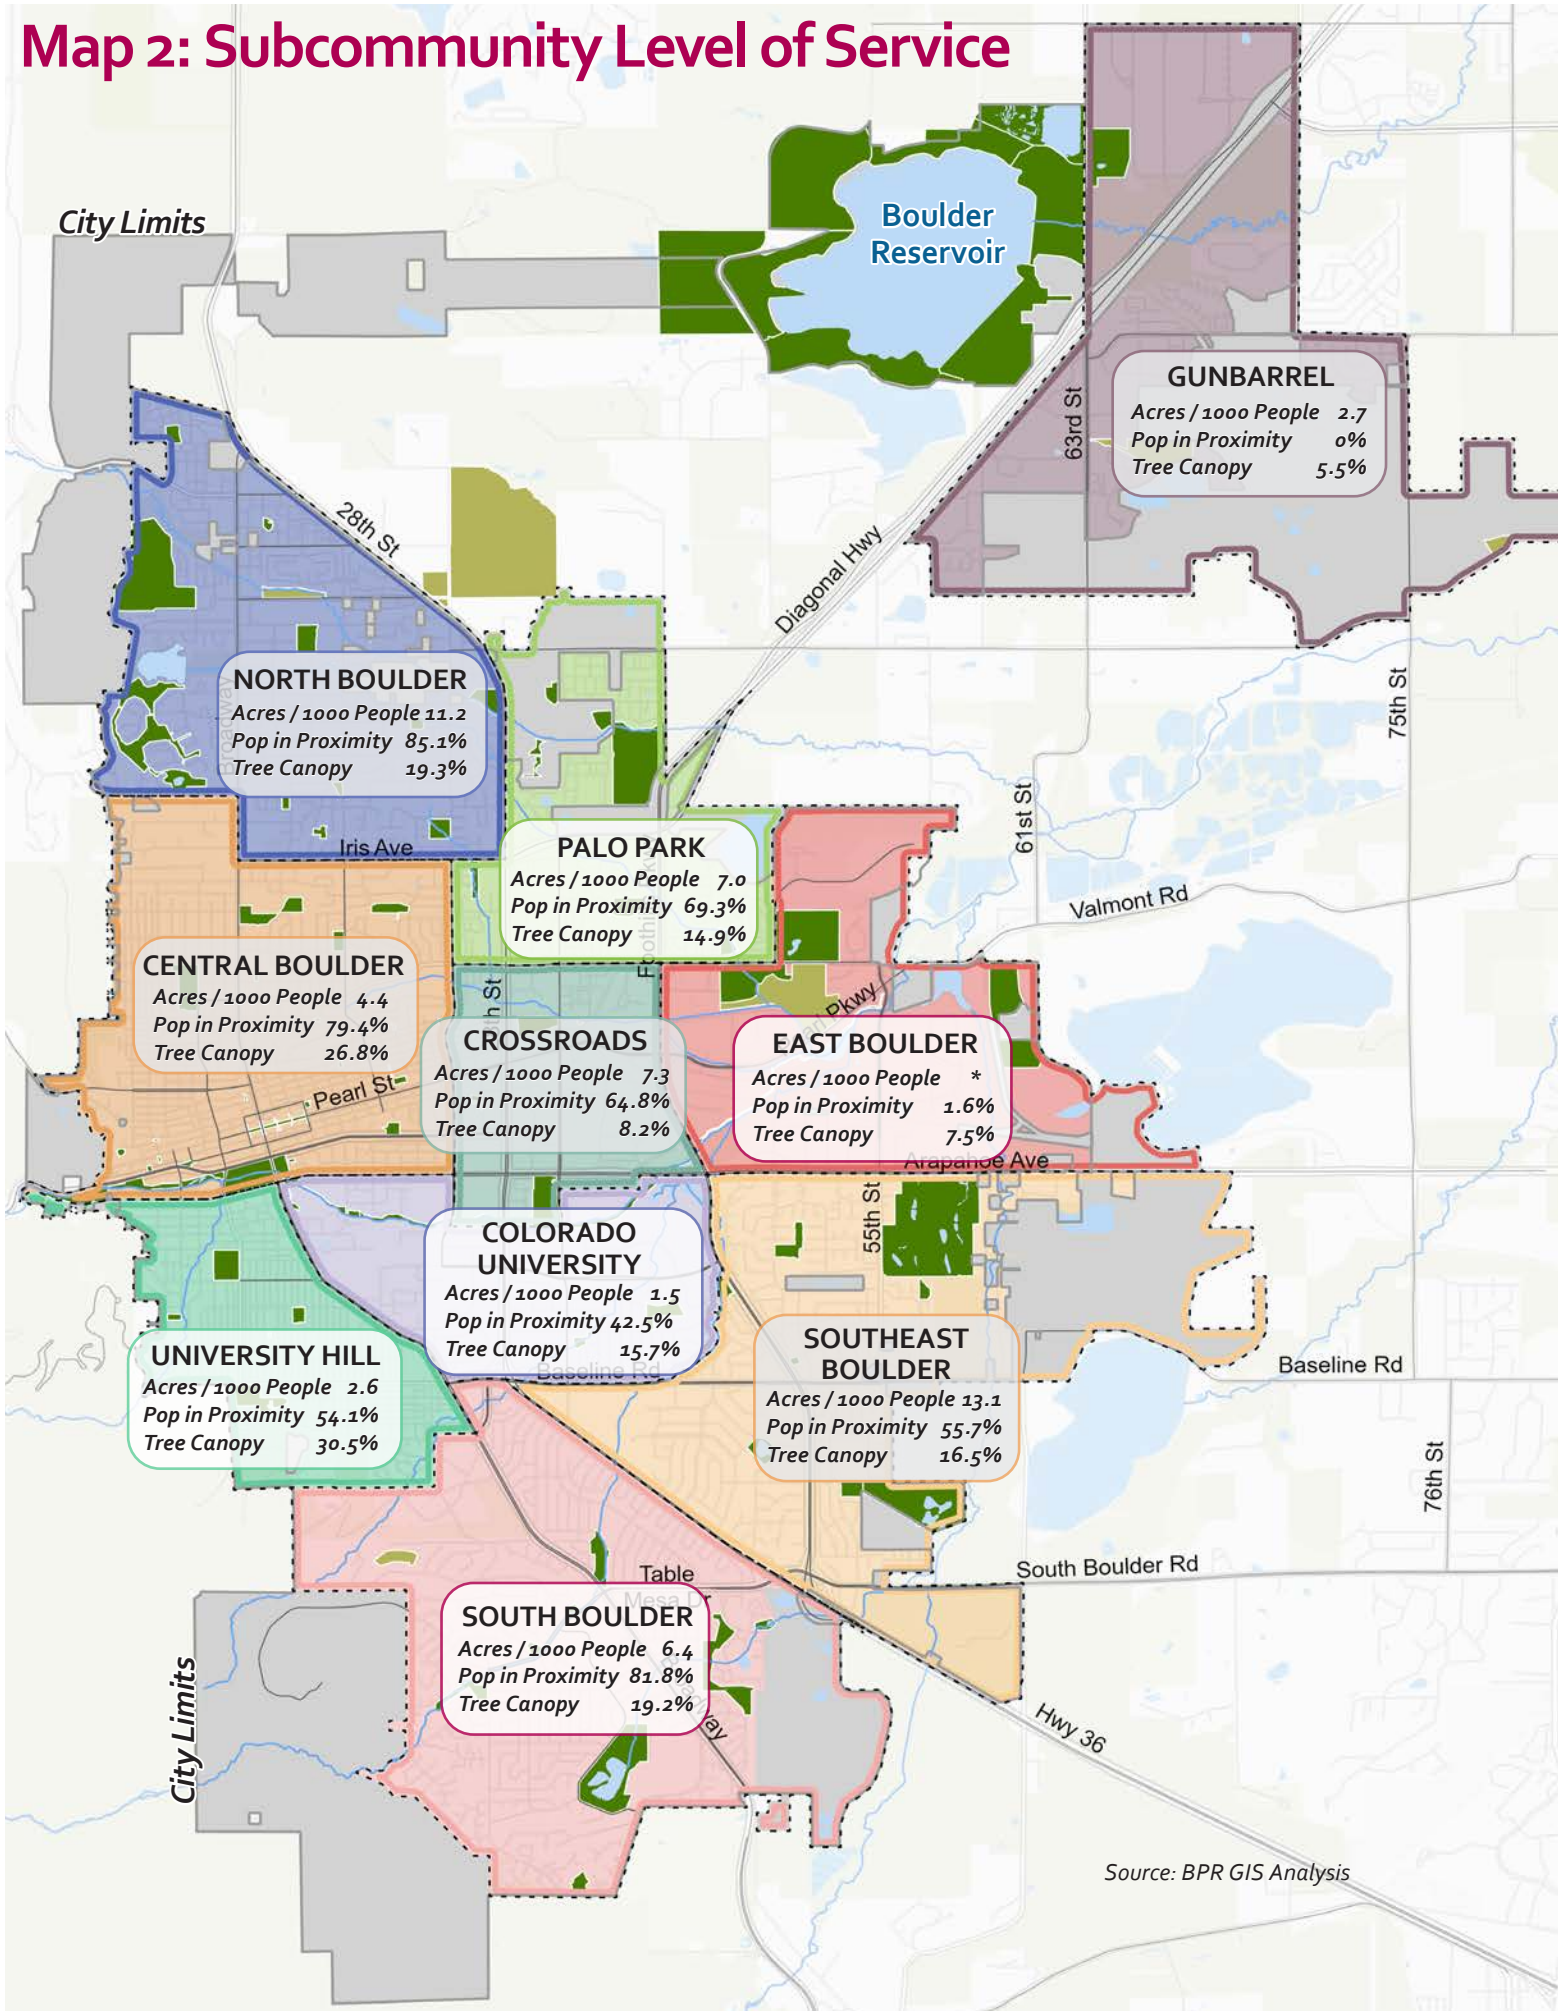 Map 2: Subcommunity Level of Service
City Limits
Boulder
Reservoir
GUNBARREL
Acres / 1000 People 2.7
Pop in Proximity 0%
Tree Canopy 5.5%
63rd St
28th St
Diagonal Hwy
75th St
NORTH BOULDER
Acres / 1000 People 11.2
Pop in Proximity 85.1%
Tree Canopy 19.3%
Broadway
Iris Ave
61st St
PALO PARK
Acres / 1000 People 7.0
Pop in Proximity 69.3%
Tree Canopy 14.9%
Valmont Rd
CENTRAL BOULDER
Acres / 1000 People 4.4
Pop in Proximity 79.4%
Tree Canopy 26.8%
Pearl St
St
CROSSROADS
Acres / 1000 People 7.3
Pop in Proximity 64.8%
Tree Canopy 8.2%
Pkwy
EAST BOULDER
Acres / 1000 People *
Pop in Proximity 1.6%
Tree Canopy 7.5%
Arapahoe Ave
55th St
COLORADO
UNIVERSITY
Acres / 1000 People 1.5
Pop in Proximity 42.5%
Tree Canopy 15.7%
Baseline Rd
UNIVERSITY HILL
Acres / 1000 People 2.6
Pop in Proximity 54.1%
Tree Canopy 30.5%
SOUTHEAST
BOULDER
Acres / 1000 People 13.1
Pop in Proximity 55.7%
Tree Canopy 16.5%
Baseline Rd
76th St
South Boulder Rd
Table
Mesa Dr
SOUTH BOULDER
Acres / 1000 People 6.4
Pop in Proximity 81.8%
Tree Canopy 19.2%
Broadway
Hwy 36
City Limits
Source: BPR GIS Analysis